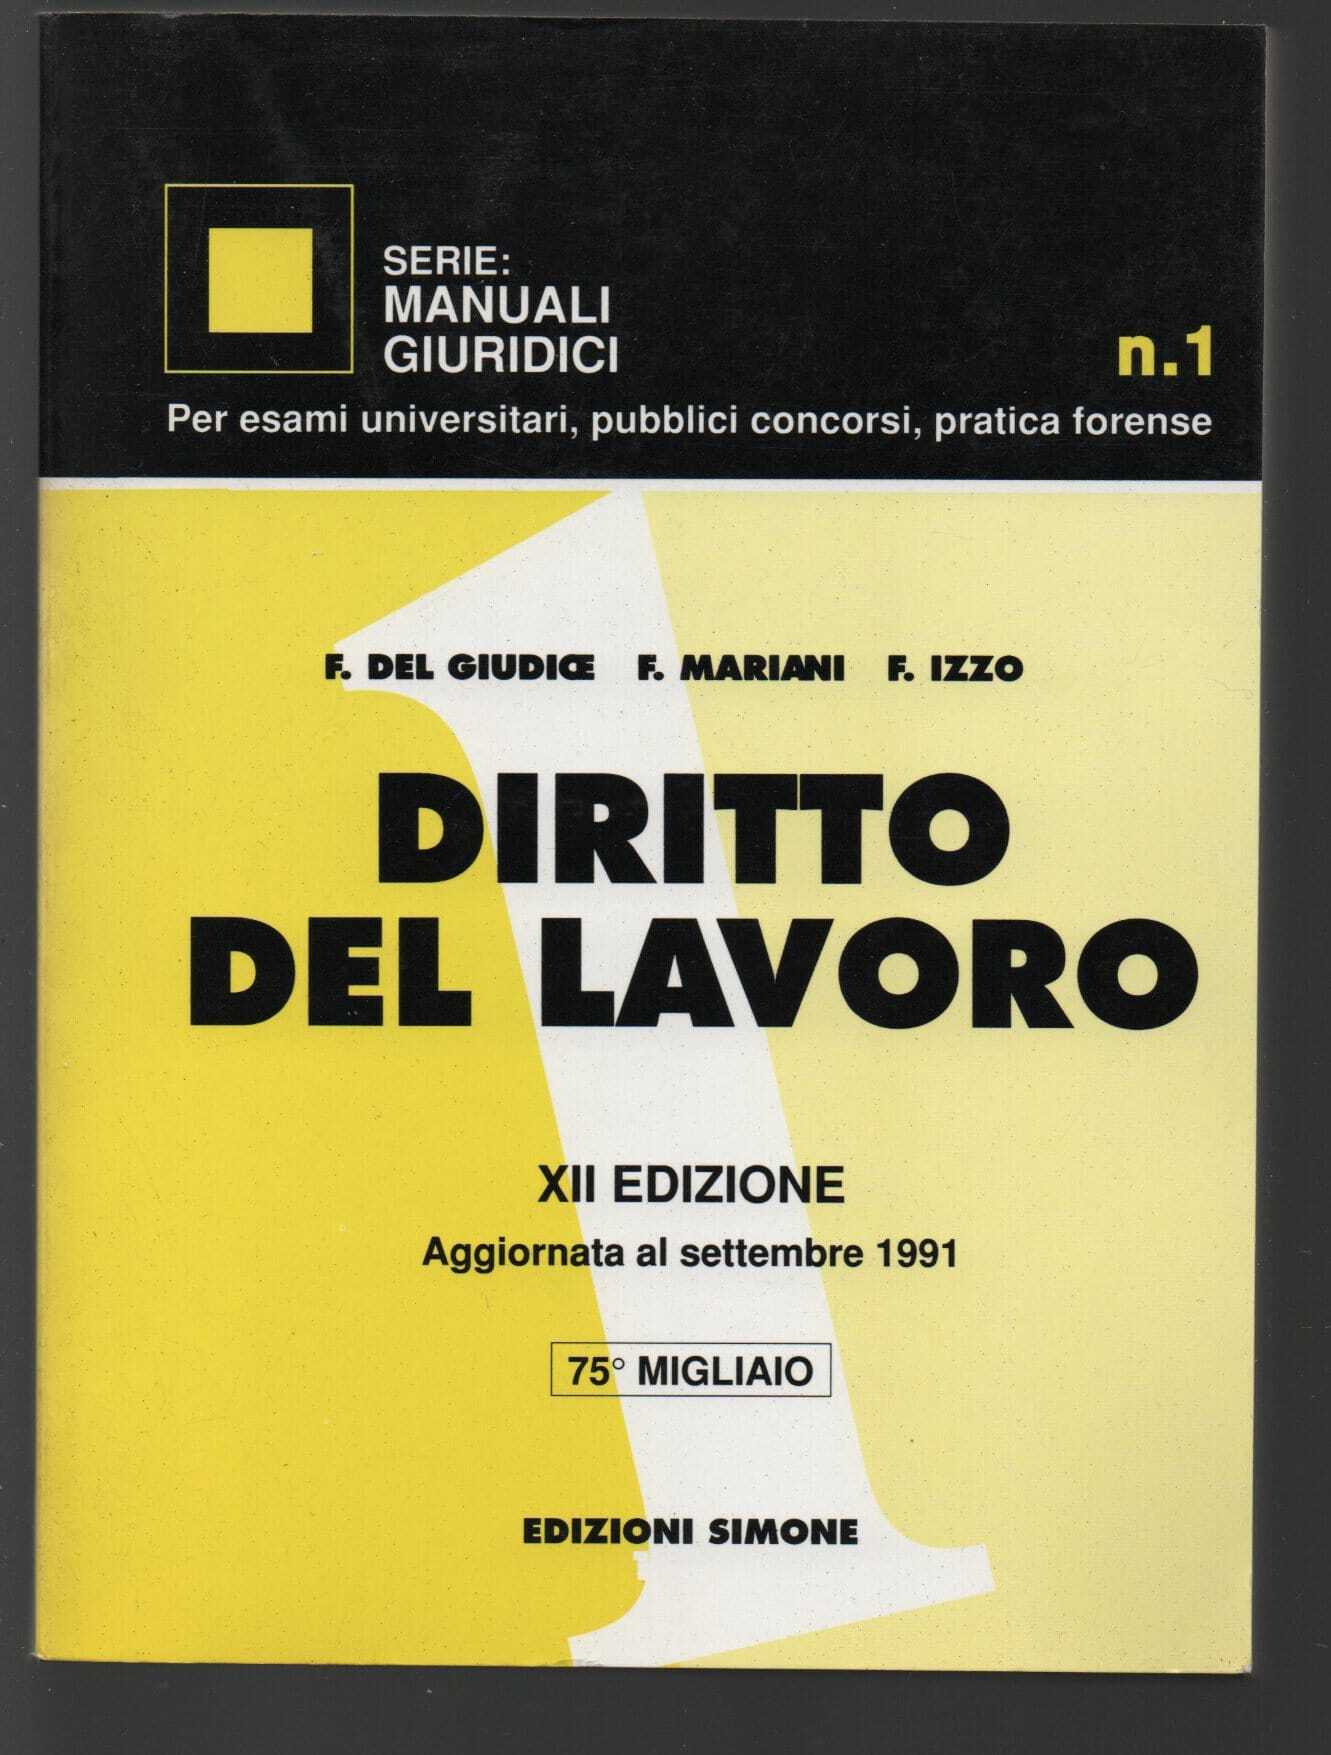 SERIE:
MANUALI
GIURIDICI
n.1
Per esami universitari, pubblici concorsi, pratica forense
F. DEL GIUDICE F. MARIANI F. IZZO
DIRITTO
DEL LAVORO
XII EDIZIONE
Aggiornata al settembre 1991
75° MIGLIAIO
EDIZIONI SIMONE
1